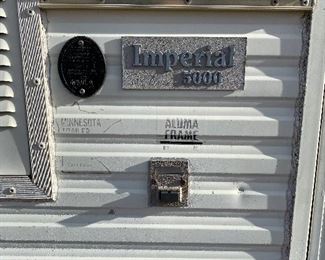 Imperial
5000
MINNESOTA
TRAILER
ALUMA
FRAME